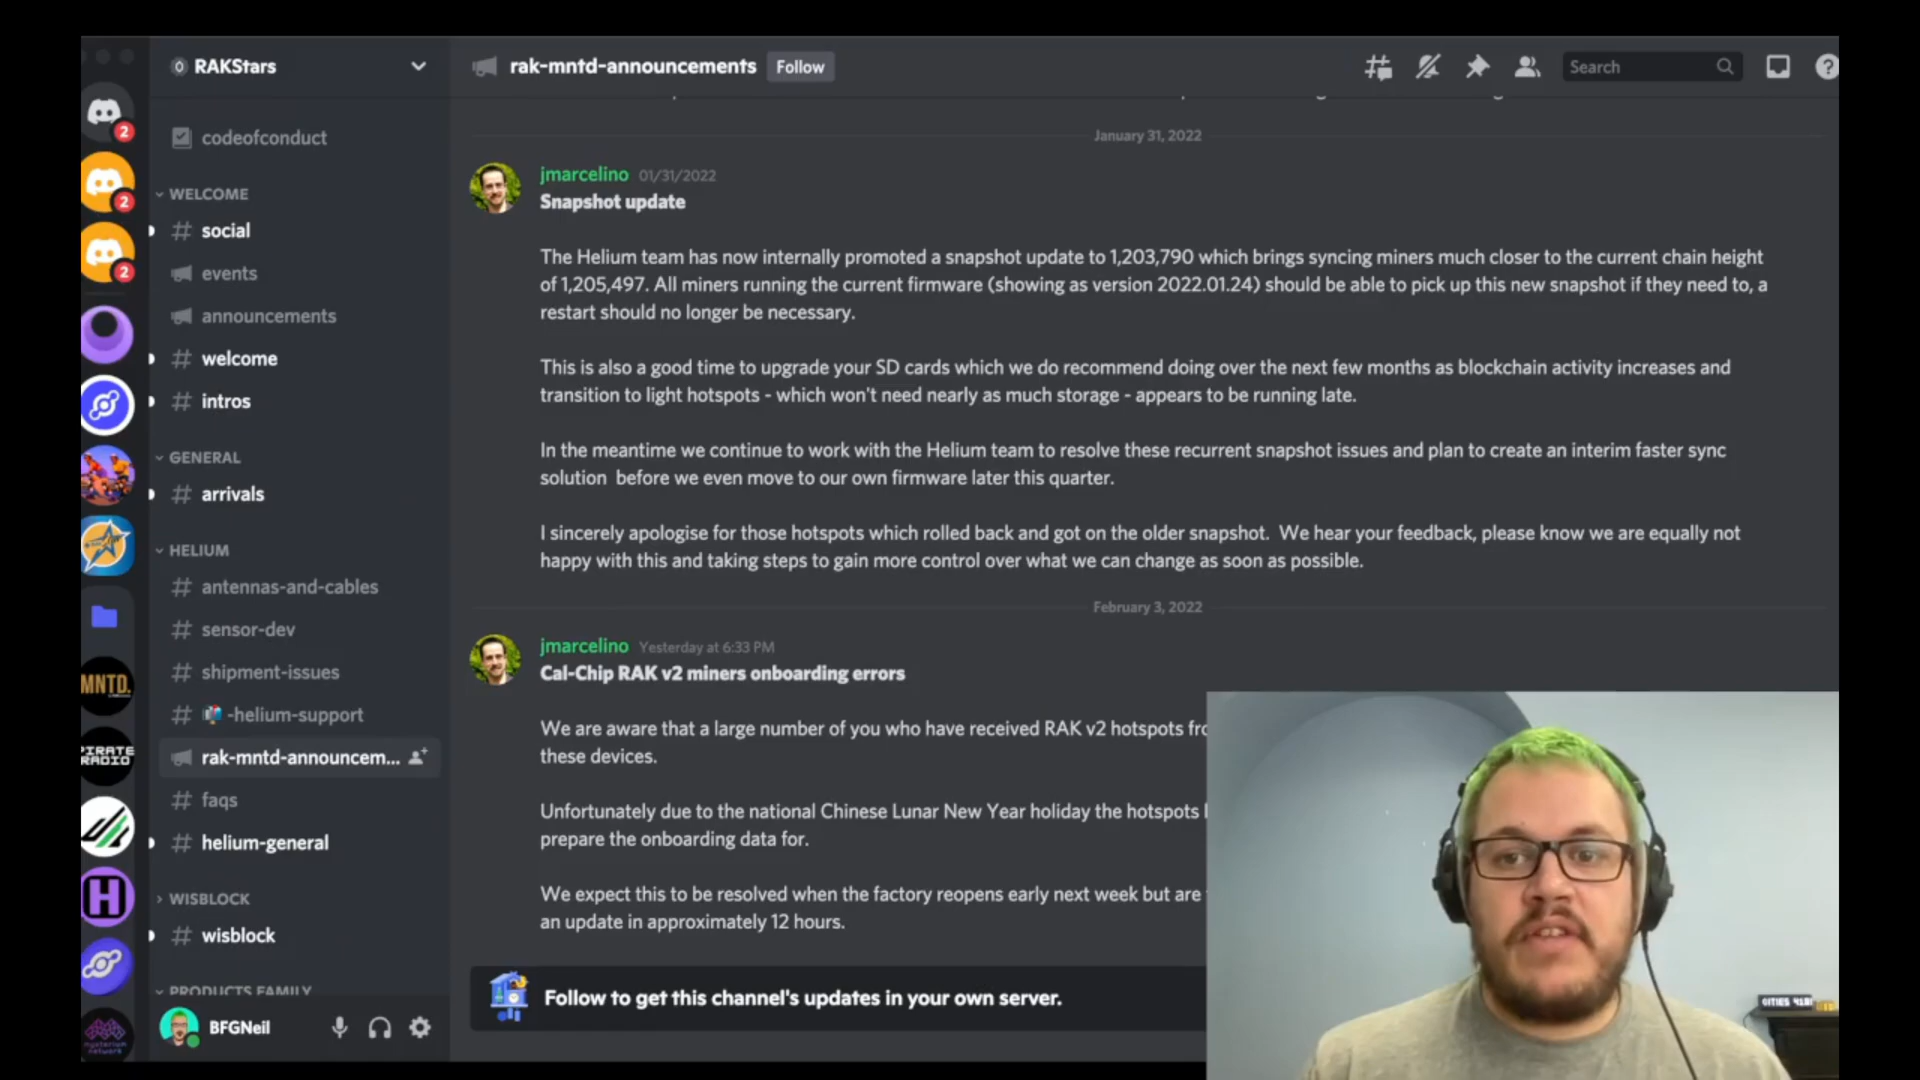 RAKStars
rak-mntd-announcements
Follow
Search
2
2
2
codeofconduct
WELCOME
social
events
announcements
welcome
intros
GENERAL
arrivals
HELIUM
antennas-and-cables
sensor-dev
shipment-issues
-helium-support
rak-mntd-announcem...
faqs
helium-general
WISBLOCK
wisblock
PRODUCTS FAMILY
BFGNeil
MNTD.
PIRATE
RADIO
H
mysterium
network
January 31, 2022
jmarcelino 01/31/2022
Snapshot update
The Helium team has now internally promoted a snapshot update to 1,203,790 which brings syncing miners much closer to the current chain height
of 1,205,497. All miners running the current firmware (showing as version 2022.01.24) should be able to pick up this new snapshot if they need to, a
restart should no longer be necessary.
This is also a good time to upgrade your SD cards which we do recommend doing over the next few months as blockchain activity increases and
transition to light hotspots - which won't need nearly as much storage - appears to be running late.
In the meantime we continue to work with the Helium team to resolve these recurrent snapshot issues and plan to create an interim faster sync
solution before we even move to our own firmware later this quarter.
I sincerely apologise for those hotspots which rolled back and got on the older snapshot. We hear your feedback, please know we are equally not
happy with this and taking steps to gain more control over what we can change as soon as possible.
February 3, 2022
jmarcelino Yesterday at 6:33 PM
Cal-Chip RAK v2 miners onboarding errors
We are aware that a large number of you who have received RAK v2 hotspots
these devices.
Unfortunately due to the national Chinese Lunar New Year holiday the hotspots
prepare the onboarding data for.
We expect this to be resolved when the factory reopens early next week but are
an update in approximately 12 hours.
Follow to get this channel's updates in your own server.